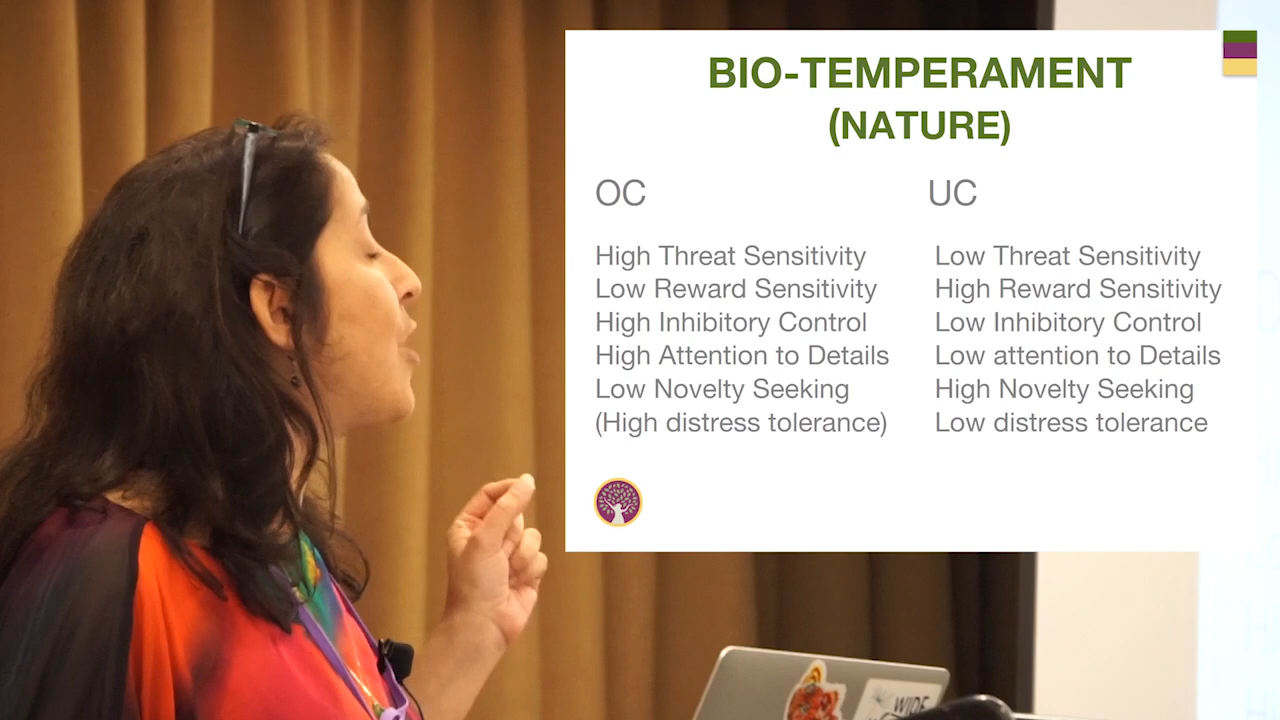 BIO-TEMPERAMENT
(NATURE)
OC
UC
High Threat Sensitivity
Low Reward Sensitivity
High Inhibitory Control
High Attention to Details
Low Novelty Seeking
(High distress tolerance)
Low Threat Sensitivity
High Reward Sensitivity
Low Inhibitory Control
Low attention to Details
High Novelty Seeking
Low distress tolerance
WIDE